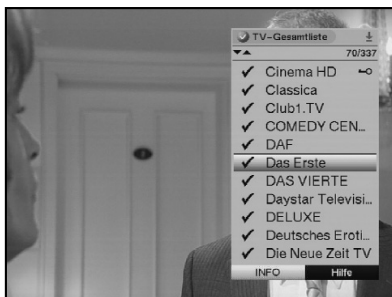 TV-Gesamtliste
70/337
Cinema HD
Classica
Club1.TV
COMEDY CEN...
DAF
Das Erste
DAS VIERTE
Daystar Televisi...
DELUXE
Deutsches Eroti...
Die Neue Zeit TV
INFO Hilfe